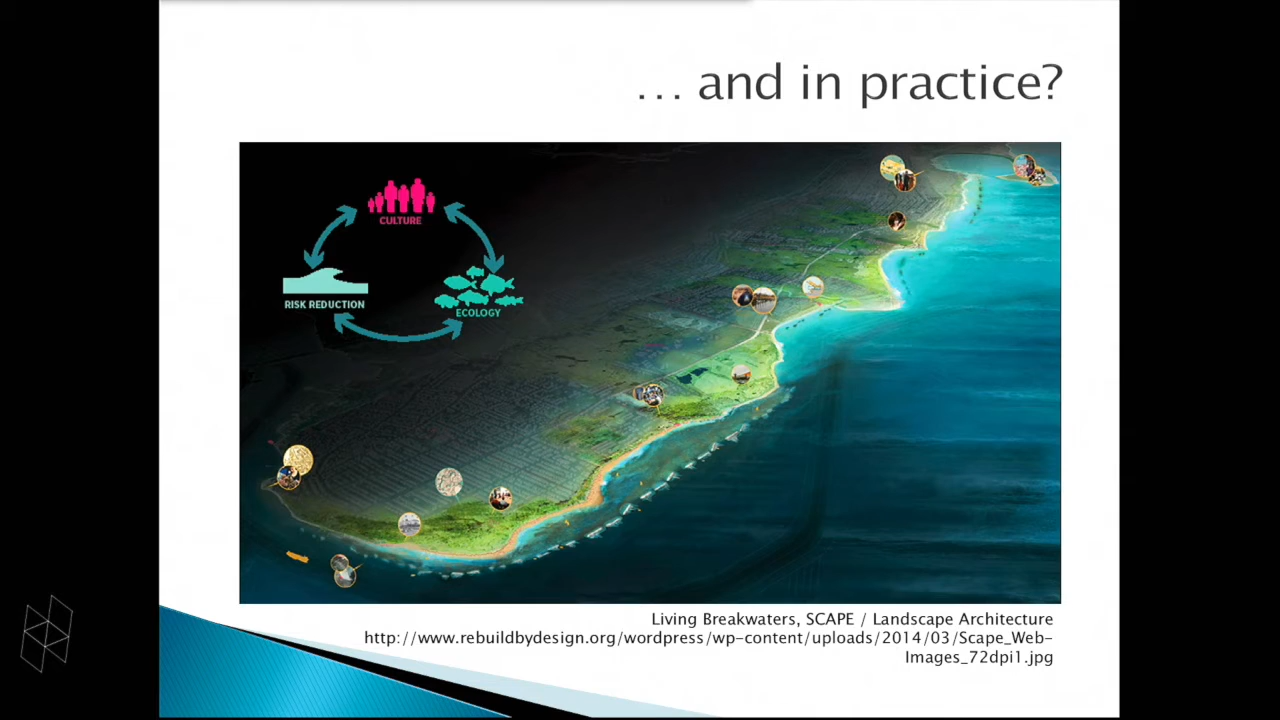 … and in practice?
CULTURE
RISK REDUCTION
ECOLOGY
Living Breakwaters, SCAPE / Landscape Architecture
http://www.rebuildbydesign.org/wordpress/wp-content/uploads/2014/03/Scape_Web-
Images_72dpi1.jpg